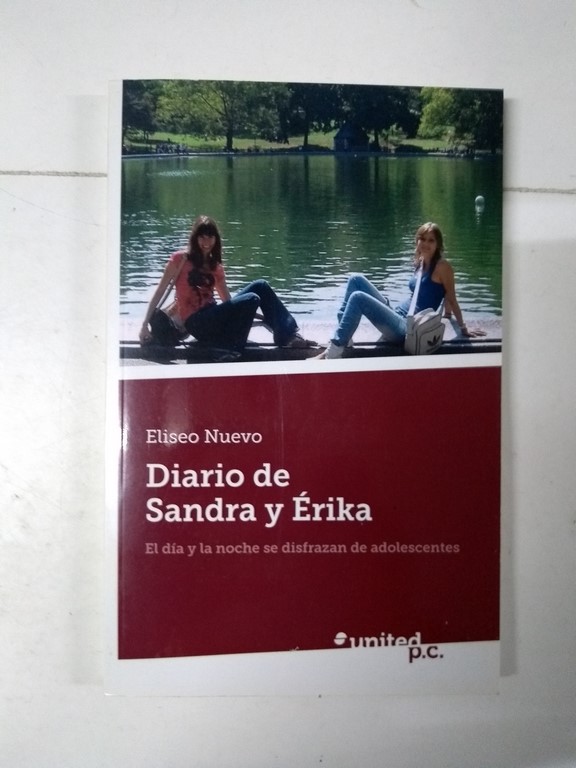 Eliseo Nuevo
Diario de
Sandra y Érika
El día y la noche se disfrazan de adolescentes
united
p.c.